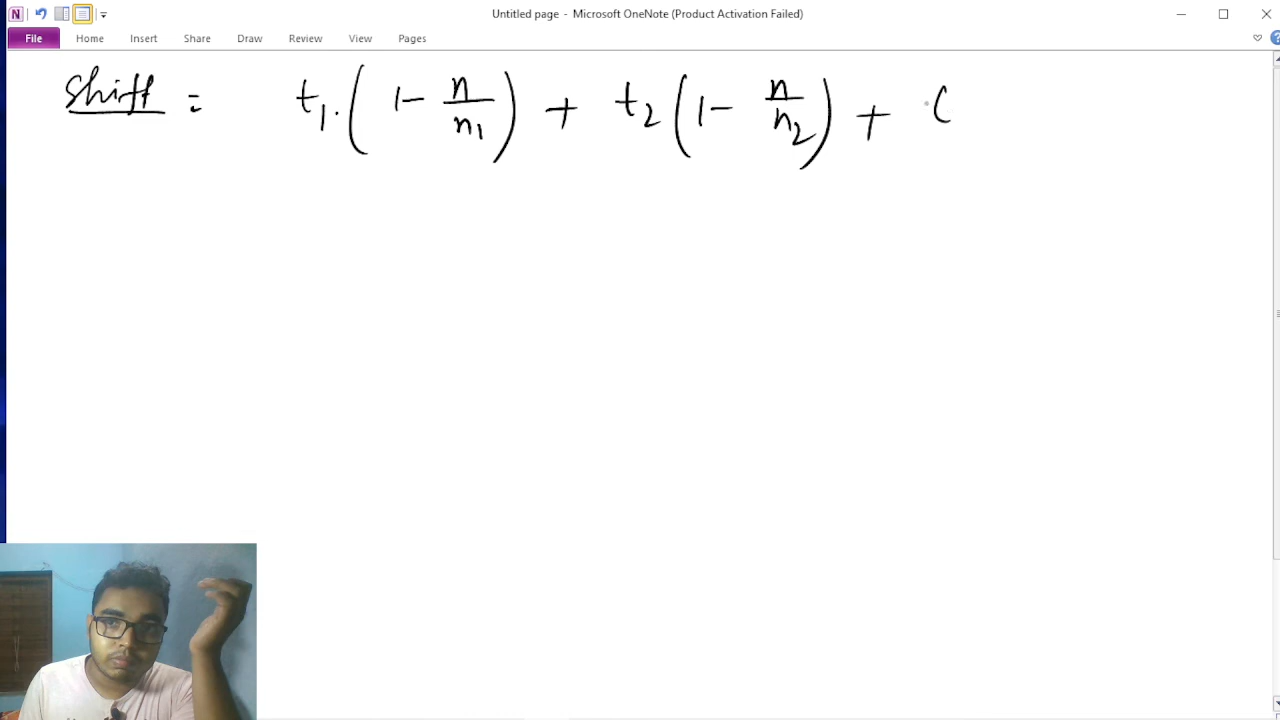 Untitled page - Microsoft OneNote (Product Activation Failed)
File Home Insert Share Draw Review View Pages
Shift = t₁.(1 - n/n₁) + t₂(1 - n/n₂) + (